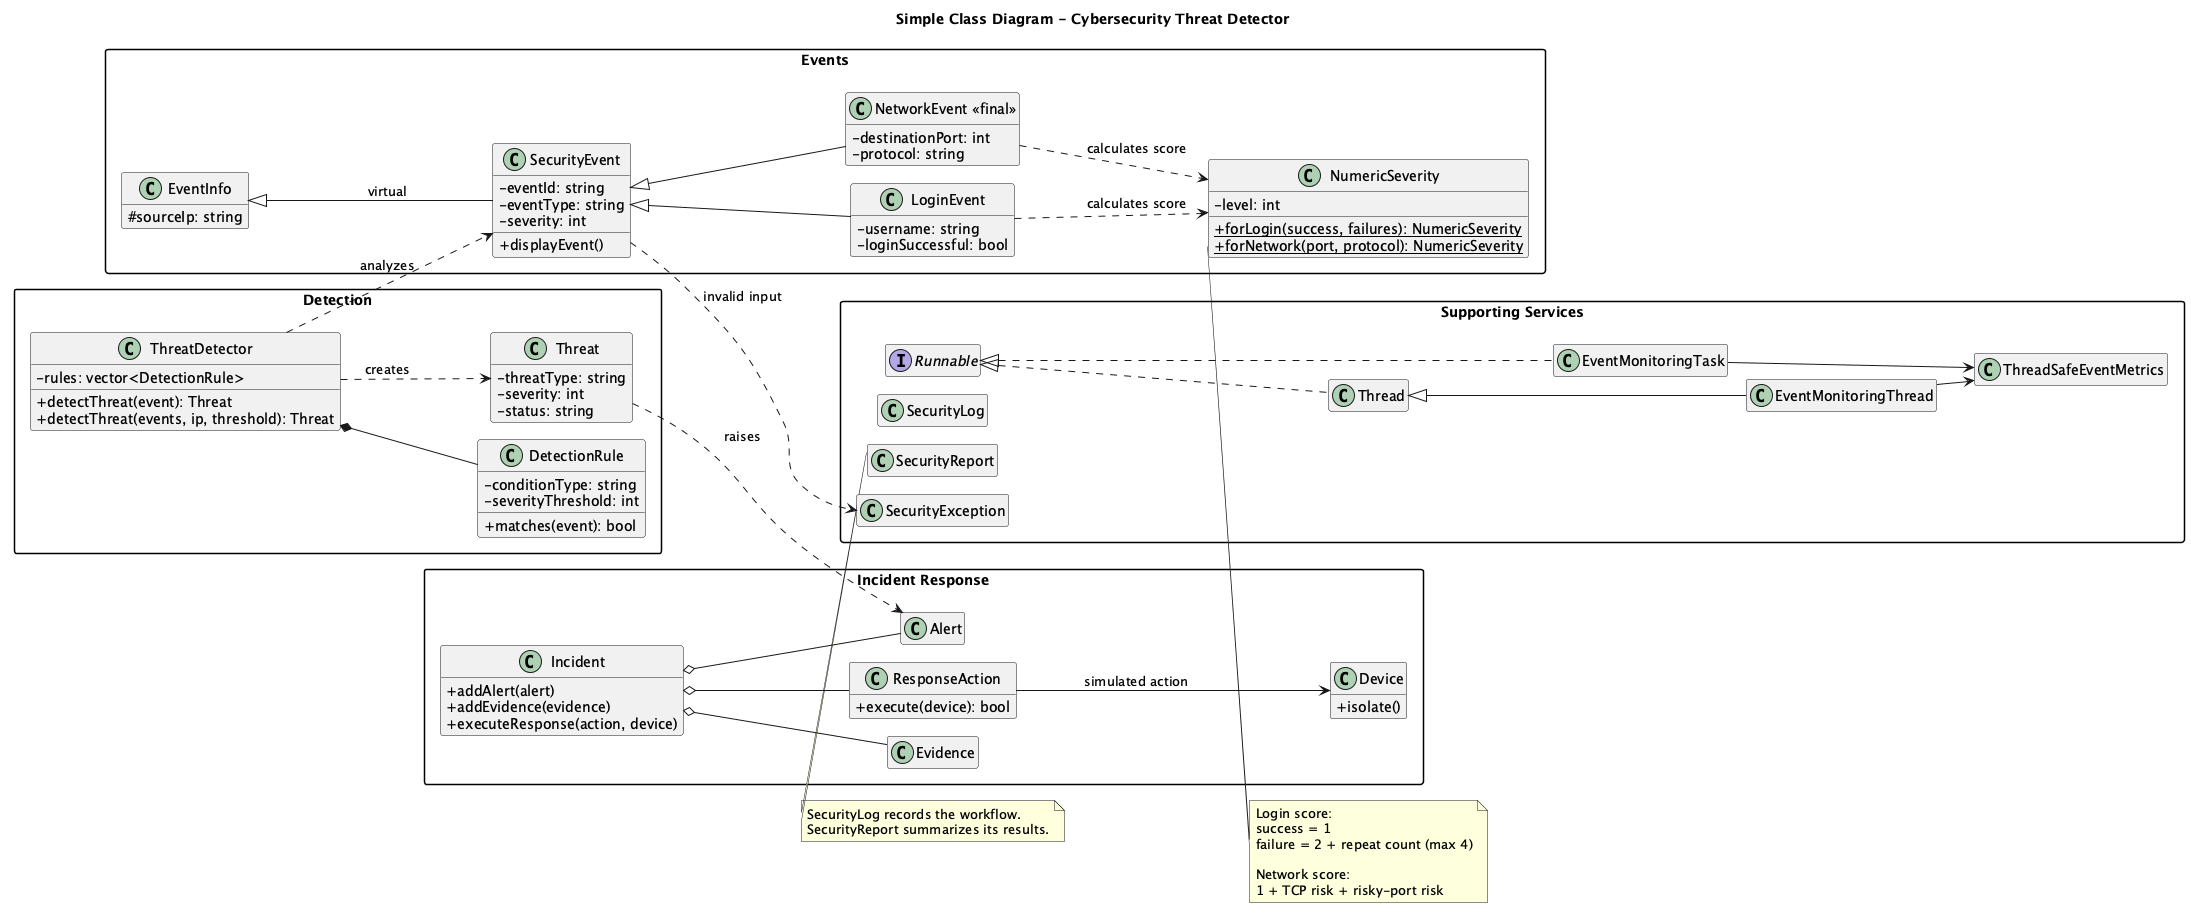 Simple Class Diagram – Cybersecurity Threat Detector
Events
C NetworkEvent «final»
-destinationPort: int
-protocol: string
C SecurityEvent
-eventId: string
-eventType: string
-severity: int
+displayEvent()
C EventInfo
#sourceIp: string
virtual
C LoginEvent
-username: string
-loginSuccessful: bool
calculates score
calculates score
C NumericSeverity
-level: int
+forLogin(success, failures): NumericSeverity
+forNetwork(port, protocol): NumericSeverity
analyzes
invalid input
Detection
C ThreatDetector
-rules: vector<DetectionRule>
+detectThreat(event): Threat
+detectThreat(events, ip, threshold): Threat
creates
C Threat
-threatType: string
-severity: int
-status: string
C DetectionRule
-conditionType: string
-severityThreshold: int
+matches(event): bool
raises
Supporting Services
I Runnable
C EventMonitoringTask
C ThreadSafeEventMetrics
C Thread
C EventMonitoringThread
C SecurityLog
C SecurityReport
C SecurityException
Incident Response
C Alert
C Incident
+addAlert(alert)
+addEvidence(evidence)
+executeResponse(action, device)
C ResponseAction
+execute(device): bool
simulated action
C Device
+isolate()
C Evidence
SecurityLog records the workflow.
SecurityReport summarizes its results.
Login score:
success = 1
failure = 2 + repeat count (max 4)
Network score:
1 + TCP risk + risky-port risk